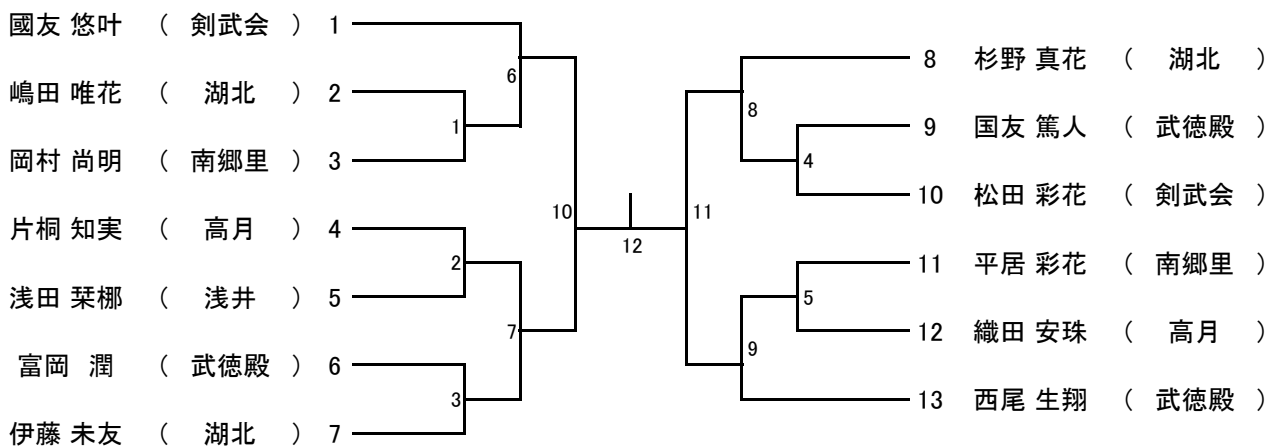 國友 悠叶 ( 剣武会 ) 1
嶋田 唯花 ( 湖北 ) 2
岡村 尚明 ( 南郷里 ) 3
片桐 知実 ( 高月 ) 4
浅田 栞梛 ( 浅井 ) 5
富岡 潤 ( 武徳殿 ) 6
伊藤 未友 ( 湖北 ) 7
6
1
2
7
3
10
12
11
8
4
5
9
8 杉野 真花 ( 湖北 )
9 国友 篤人 ( 武徳殿 )
10 松田 彩花 ( 剣武会 )
11 平居 彩花 ( 南郷里 )
12 織田 安珠 ( 高月 )
13 西尾 生翔 ( 武徳殿 )